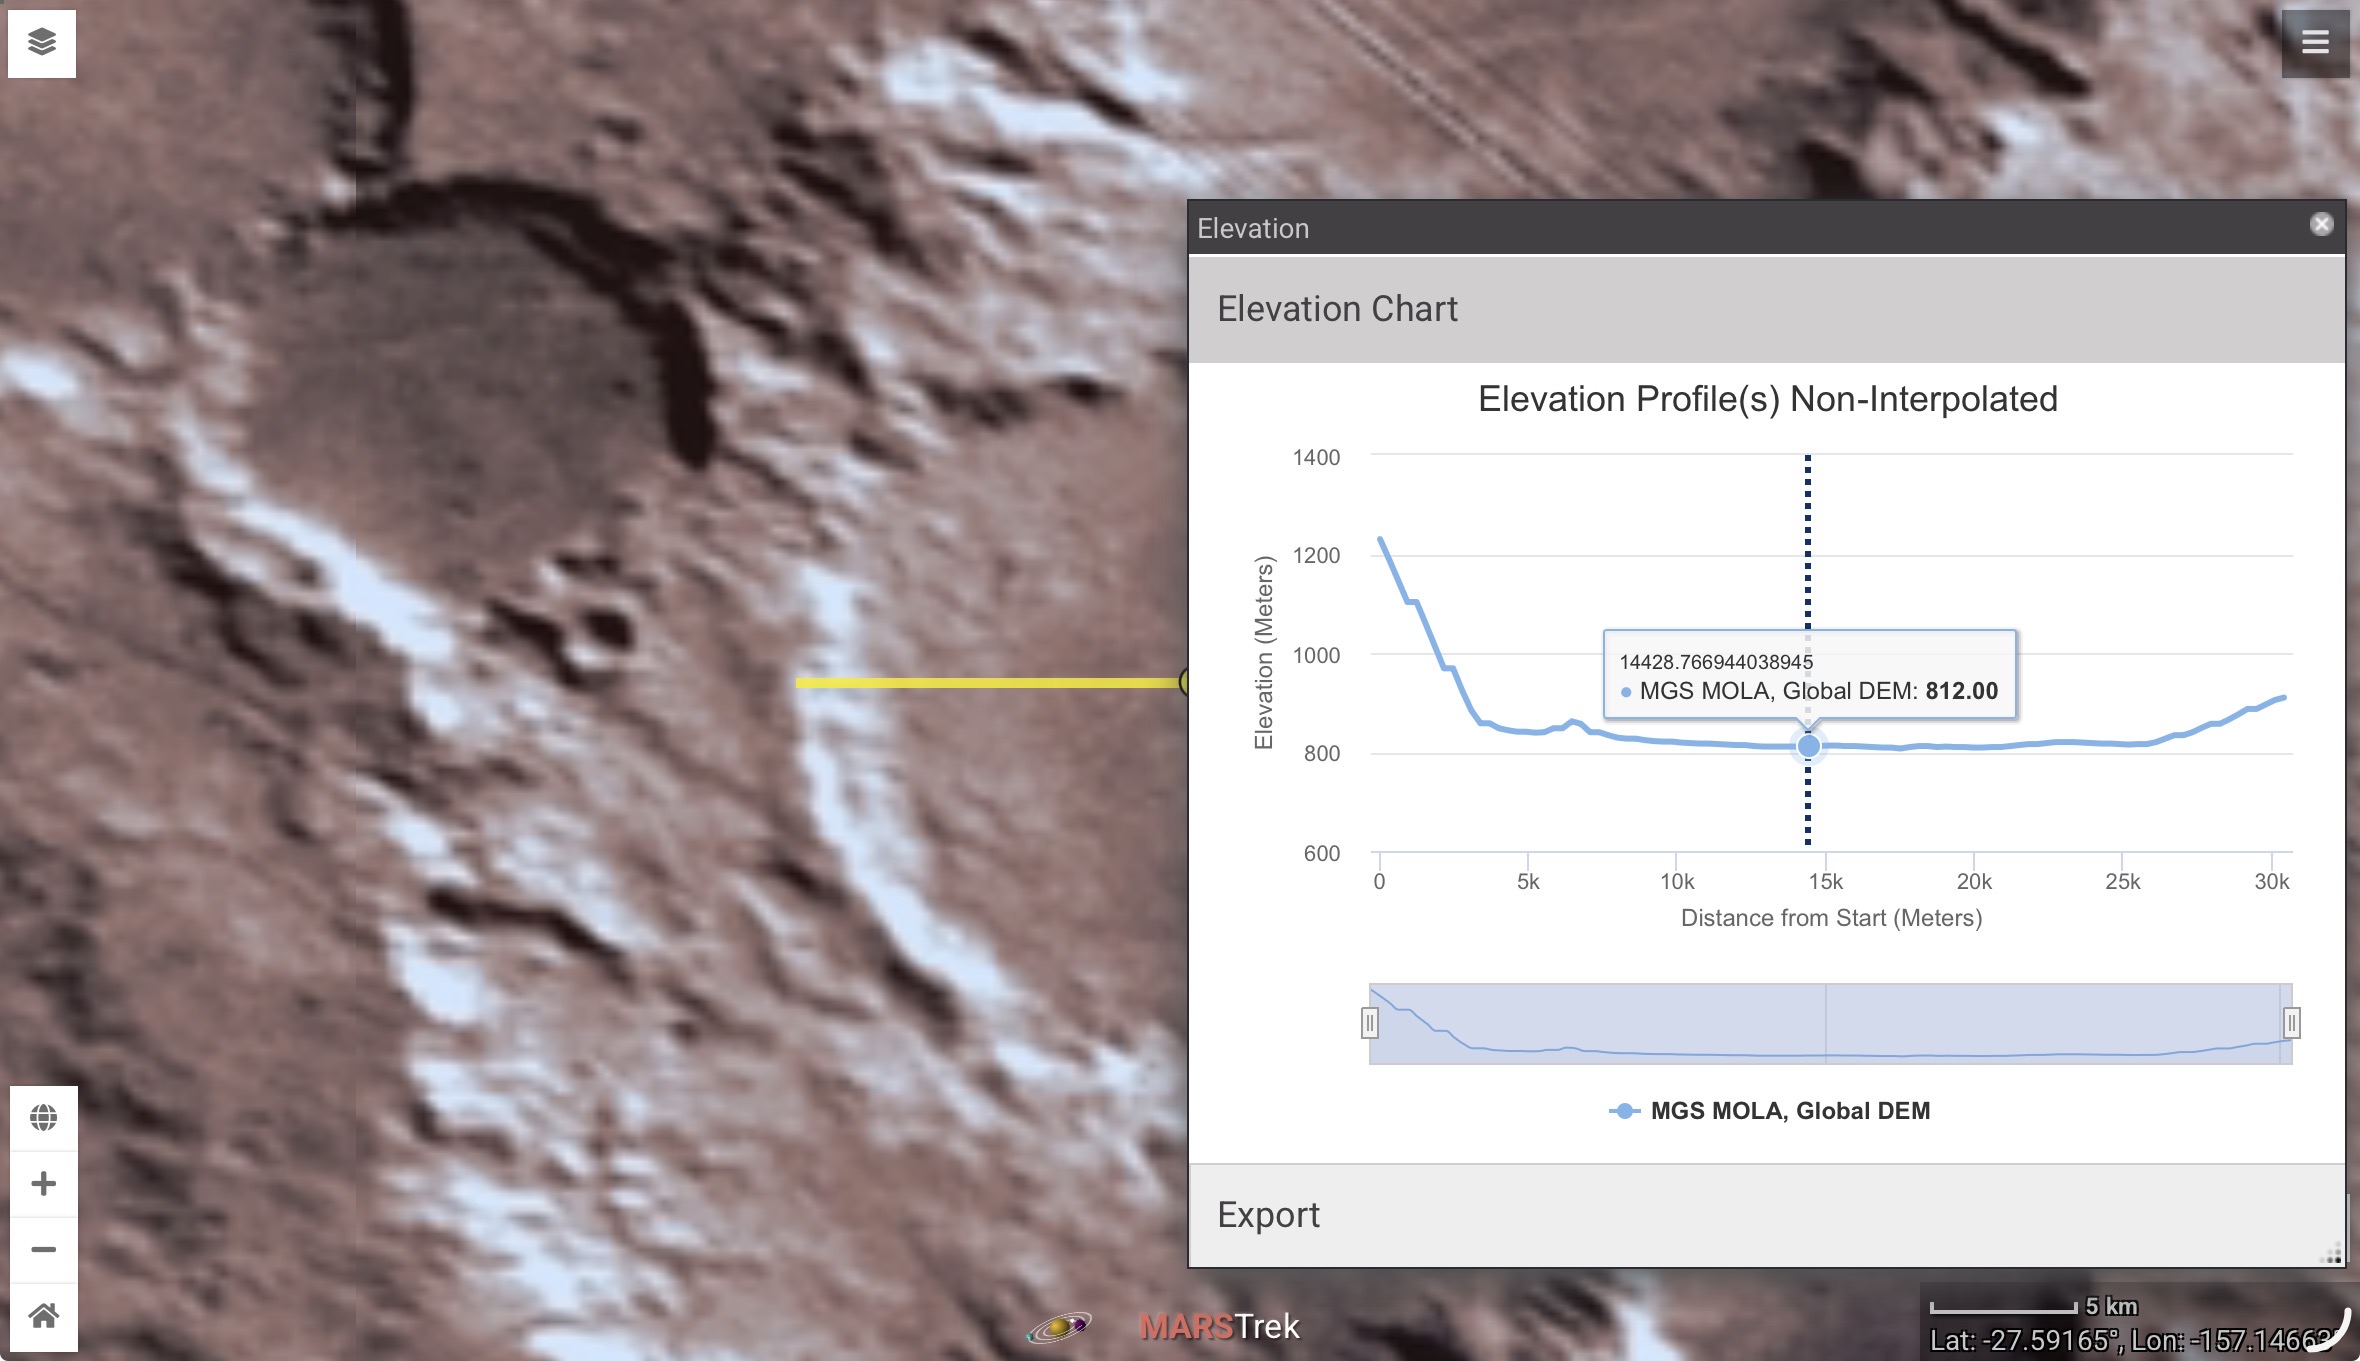 Elevation
Elevation Chart
Elevation Profile(s) Non-Interpolated
1400
1200
1000
800
600
Elevation (Meters)
14428.766944038945
MGS MOLA, Global DEM: 812.00
0 5k 10k 15k 20k 25k 30k
Distance from Start (Meters)
MGS MOLA, Global DEM
Export
MARSTrek
5 km
Lat: -27.59165°, Lon: -157.14663°